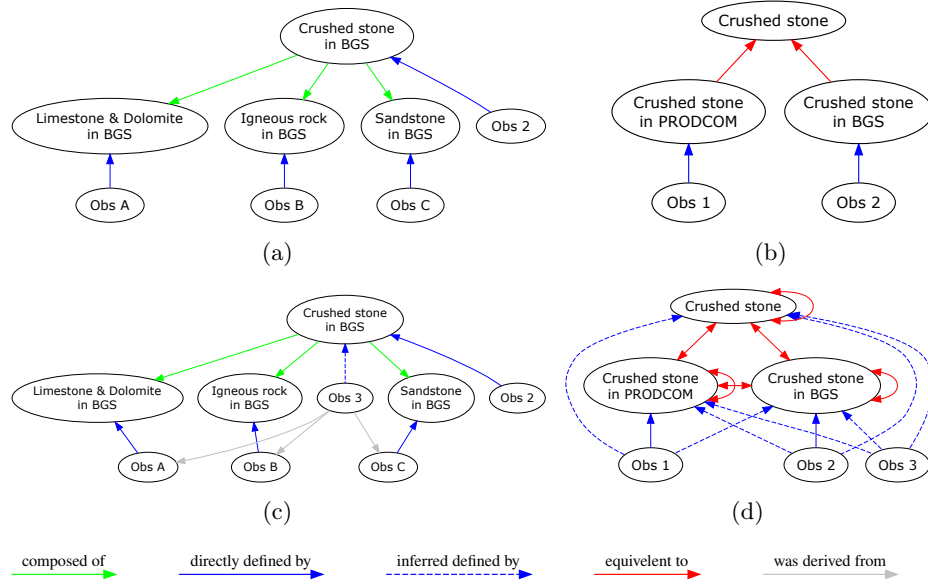 Crushed stone
in BGS
Limestone & Dolomite
in BGS
Igneous rock
in BGS
Sandstone
in BGS
Obs 2
Obs A
Obs B
Obs C
(a)
Crushed stone
Crushed stone
in PRODCOM
Crushed stone
in BGS
Obs 1
Obs 2
(b)
Crushed stone
in BGS
Limestone & Dolomite
in BGS
Igneous rock
in BGS
Obs 3
Sandstone
in BGS
Obs 2
Obs A
Obs B
Obs C
(c)
Crushed stone
Crushed stone
in PRODCOM
Crushed stone
in BGS
Obs 1
Obs 2
Obs 3
(d)
composed of
directly defined by
inferred defined by
equivalent to
was derived from